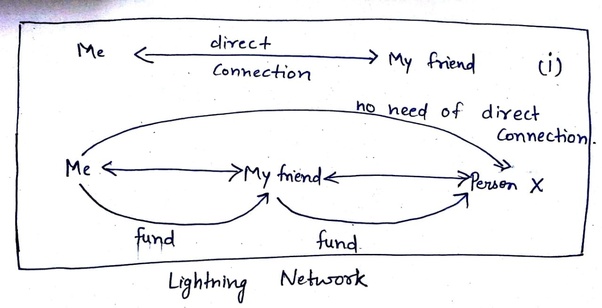 Me direct connection My friend (i)
no need of direct
Connection.
Me My friend Person X
fund fund.
Lightning Network